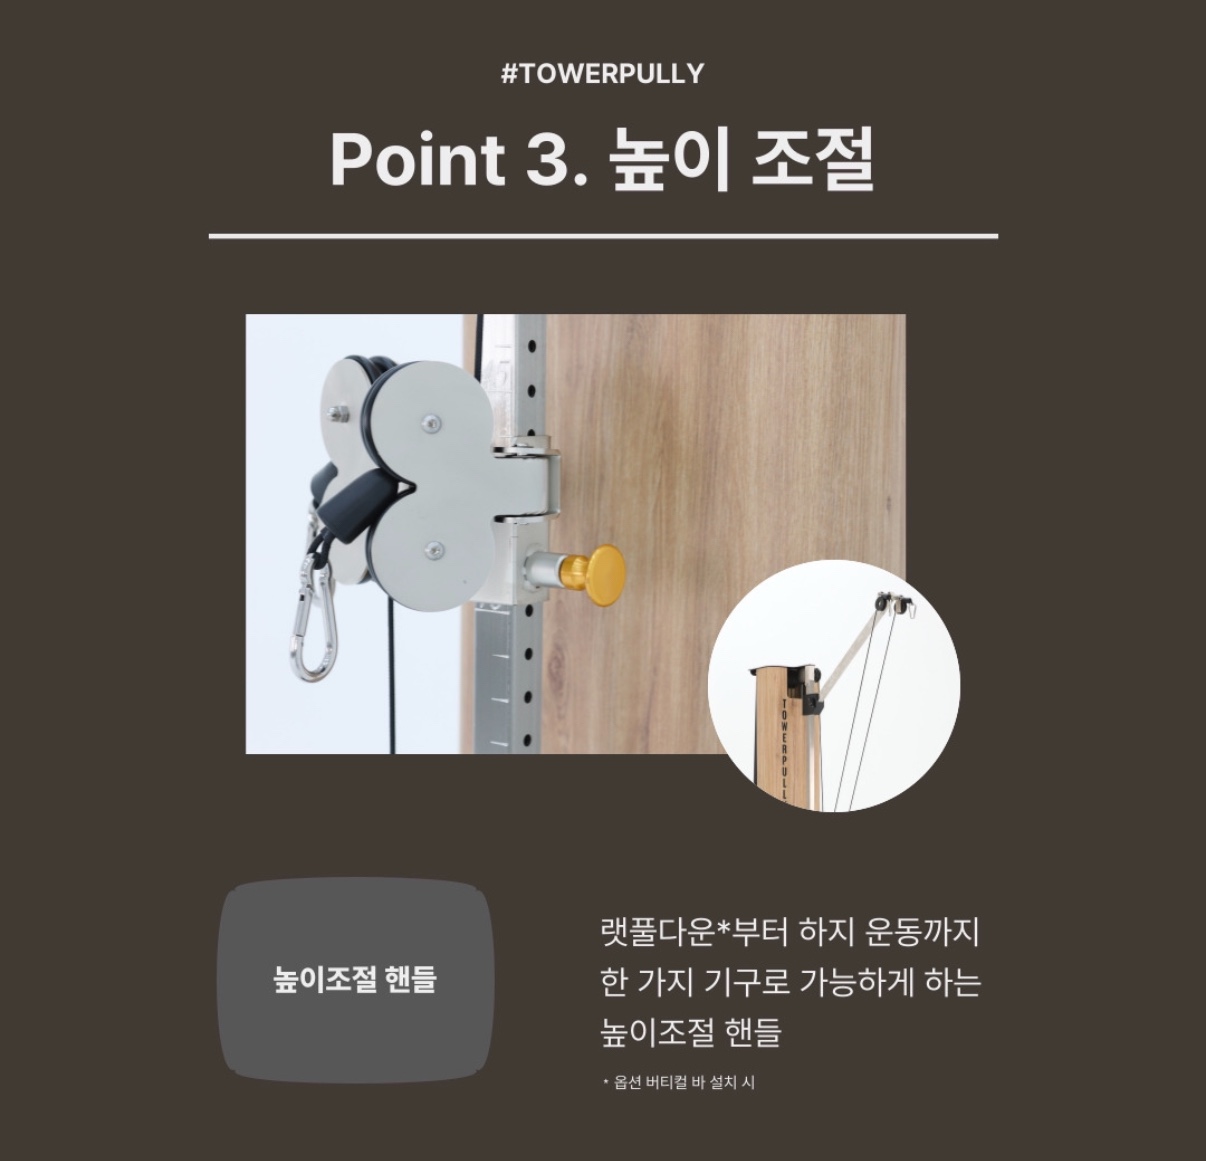 #TOWERPULLY
Point 3. 높이 조절
TOWERPULL
높이조절 핸들
랫풀다운*부터 하지 운동까지
한 가지 기구로 가능하게 하는
높이조절 핸들
* 옵션 버티컬 바 설치 시